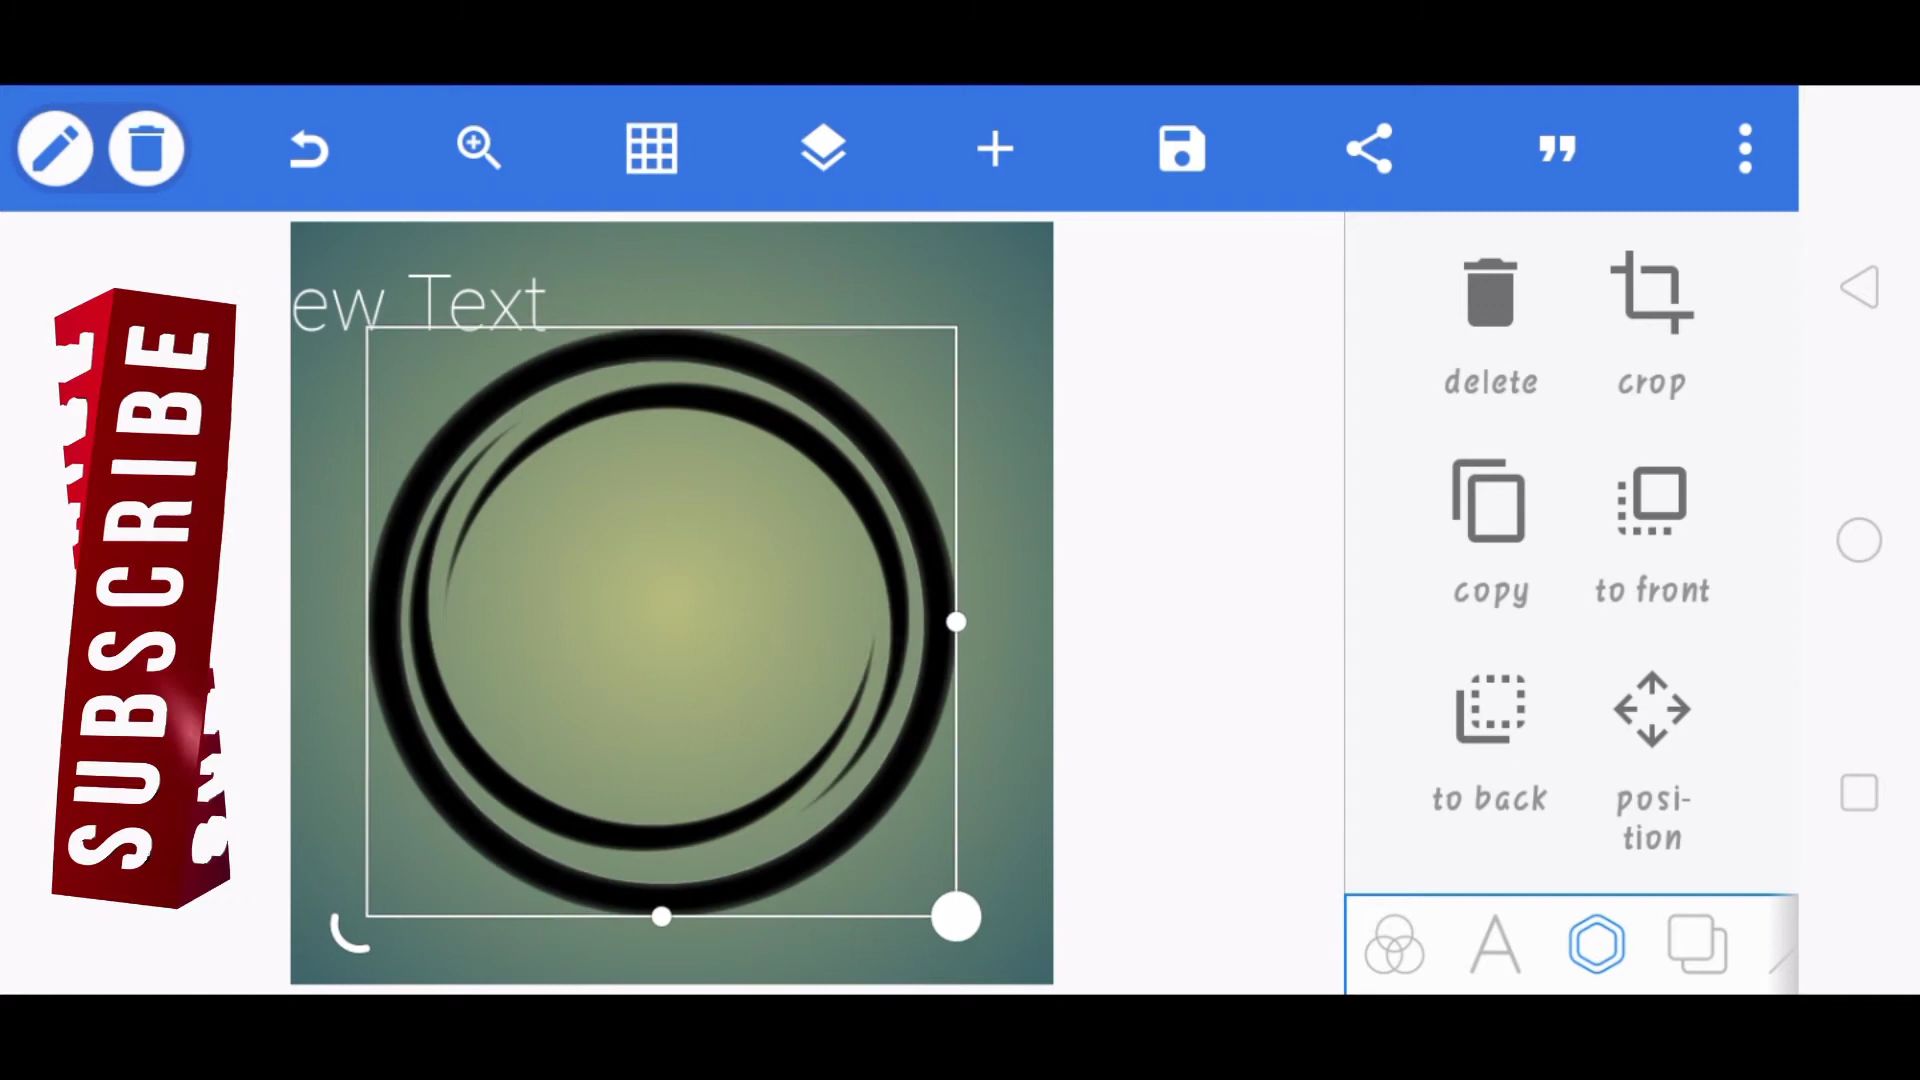 SUBSCRIBE
ew Text
delete
crop
copy
to front
to back
posi-
tion